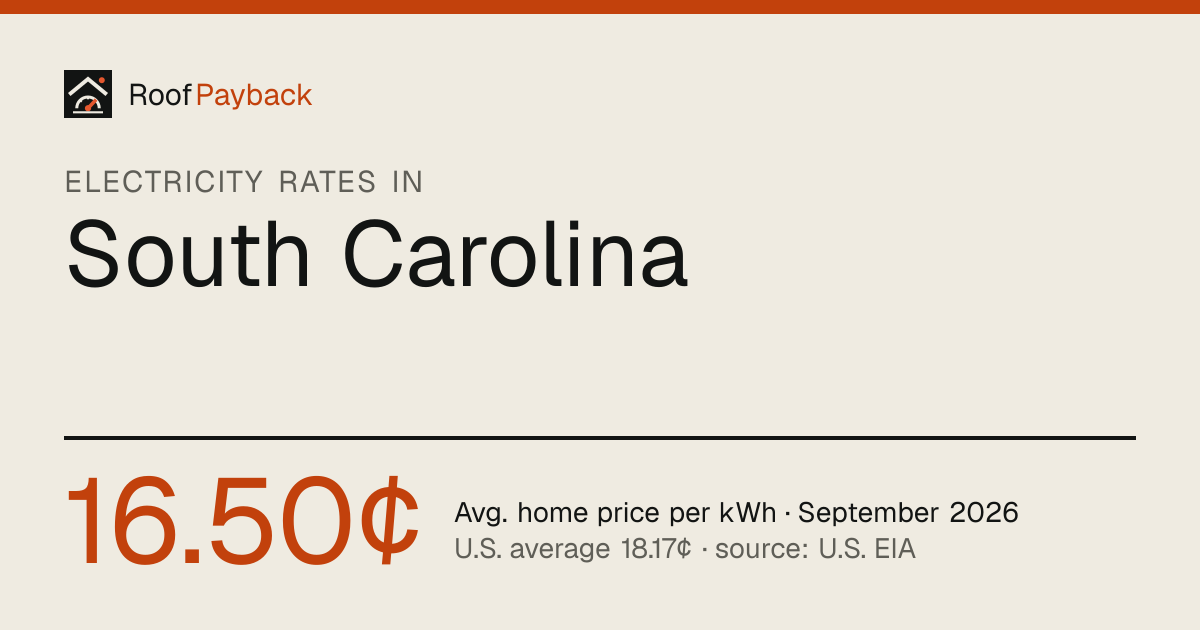 RoofPayback
ELECTRICITY RATES IN
South Carolina
16.50¢
Avg. home price per kWh · September 2026
U.S. average 18.17¢ · source: U.S. EIA